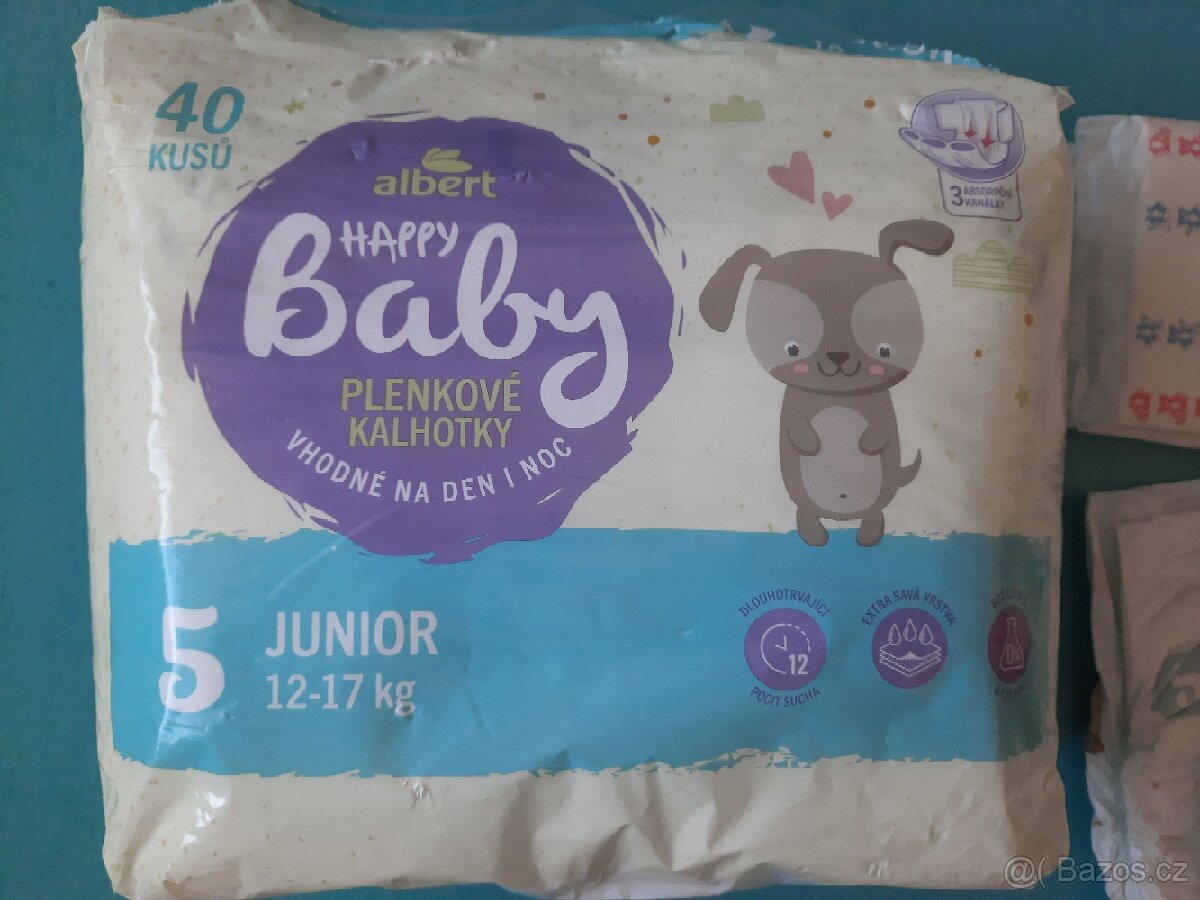 40
KUSŮ
albert
HAPPY
Baby
PLENKOVÉ
KALHOTKY
VHODNÉ NA DEN I NOC
3 ABSORPČNÍ
KANÁLKY
5 JUNIOR
12-17 kg
DLOUHOTRVAJÍCÍ
12
POCIT SUCHA
EXTRA SAVÁ VRSTVA
0%
@( Bazos.cz